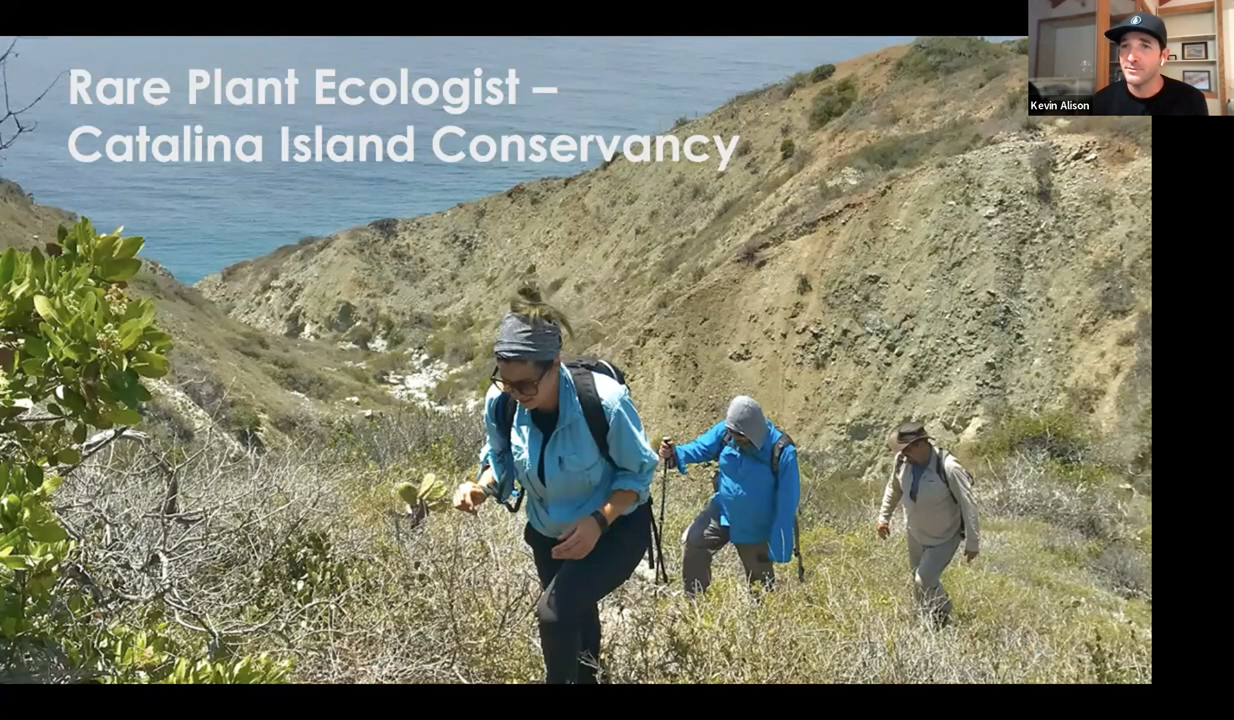 Rare Plant Ecologist –
Catalina Island Conservancy
Kevin Alison